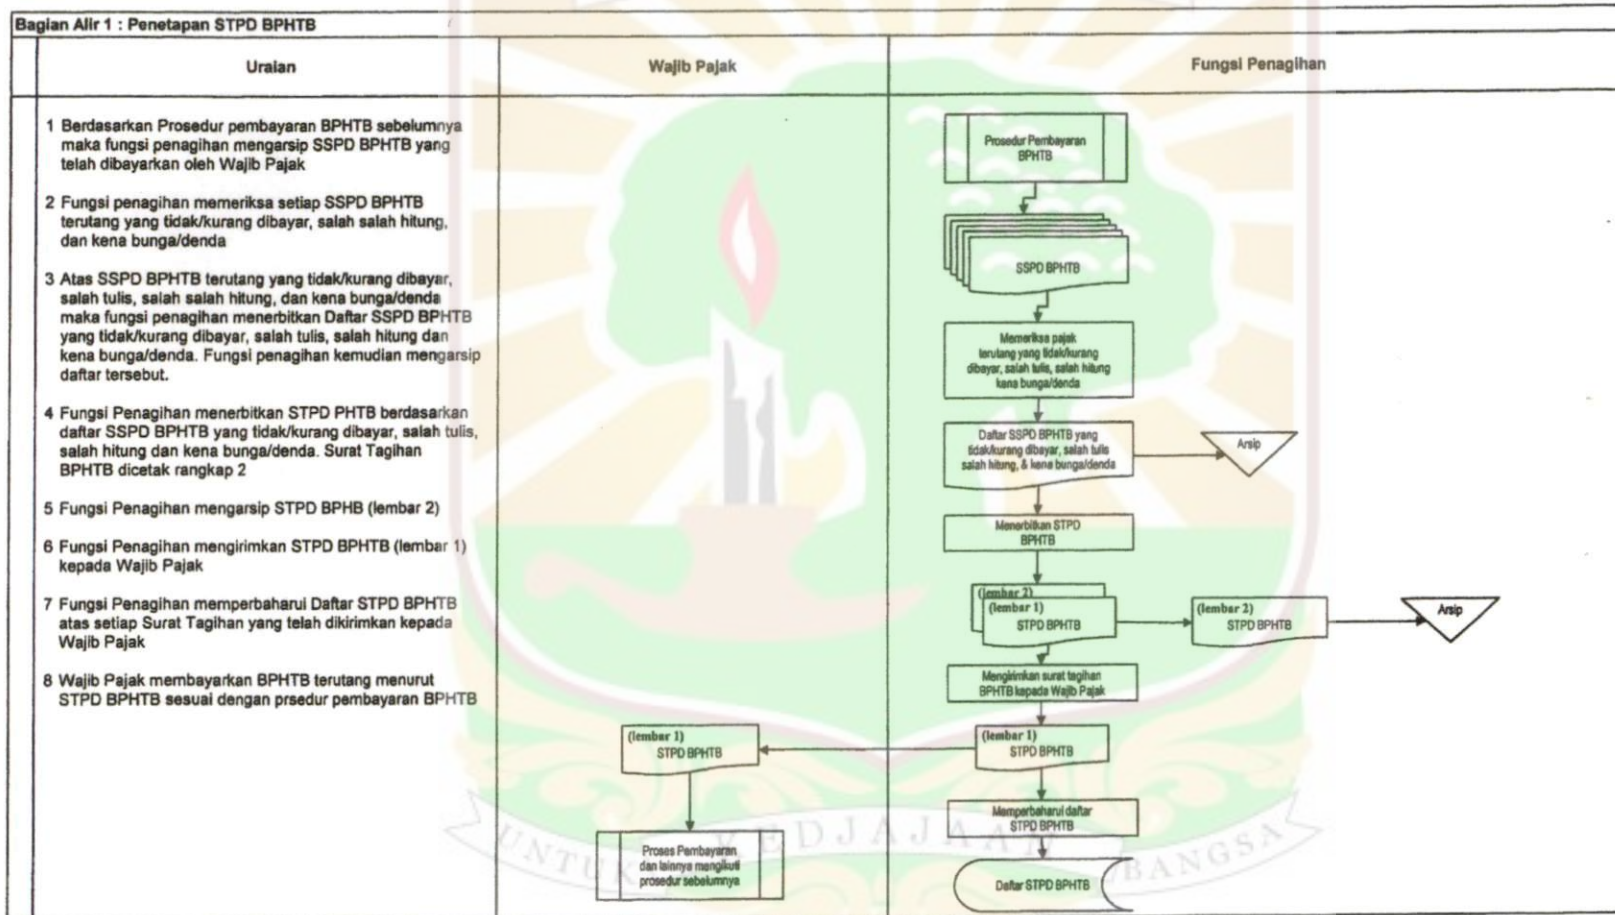 Bagian Alir 1 : Penetapan STPD BPHTB
Uraian
Wajib Pajak
Fungsi Penagihan
1 Berdasarkan Prosedur pembayaran BPHTB sebelumnya
maka fungsi penagihan mengarsip SSPD BPHTB yang
telah dibayarkan oleh Wajib Pajak
2 Fungsi penagihan memeriksa setiap SSPD BPHTB
terutang yang tidak/kurang dibayar, salah salah hitung,
dan kena bunga/denda
3 Atas SSPD BPHTB terutang yang tidak/kurang dibayar,
salah tulis, salah salah hitung, dan kena bunga/denda
maka fungsi penagihan menerbitkan Daftar SSPD BPHTB
yang tidak/kurang dibayar, salah tulis, salah hitung dan
kena bunga/denda. Fungsi penagihan kemudian mengarsip
daftar tersebut.
4 Fungsi Penagihan menerbitkan STPD PHTB berdasarkan
daftar SSPD BPHTB yang tidak/kurang dibayar, salah tulis,
salah hitung dan kena bunga/denda. Surat Tagihan
BPHTB dicetak rangkap 2
5 Fungsi Penagihan mengarsip STPD BPHB (lembar 2)
6 Fungsi Penagihan mengirimkan STPD BPHTB (lembar 1)
kepada Wajib Pajak
7 Fungsi Penagihan memperbaharui Daftar STPD BPHTB
atas setiap Surat Tagihan yang telah dikirimkan kepada
Wajib Pajak
8 Wajib Pajak membayarkan BPHTB terutang menurut
STPD BPHTB sesuai dengan prsedur pembayaran BPHTB
Prosedur Pembayaran
BPHTB
SSPD BPHTB
Memeriksa pajak
terutang yang tidak/kurang
dibayar, salah tulis, salah hitung
kena bunga/denda
Daftar SSPD BPHTB yang
tidak/kurang dibayar, salah tulis
salah hitung, & kena bunga/denda
Arsip
Menerbitkan STPD
BPHTB
(lembar 2)
(lembar 1)
STPD BPHTB
(lembar 2)
STPD BPHTB
Arsip
Mengirimkan surat tagihan
BPHTB kepada Wajib Pajak
(lembar 1)
STPD BPHTB
(lembar 1)
STPD BPHTB
Memperbaharui daftar
STPD BPHTB
Proses Pembayaran
dan lainnya mengikuti
prosedur sebelumnya
Daftar STPD BPHTB
UNTUK KEDJAJAAN BANGSA